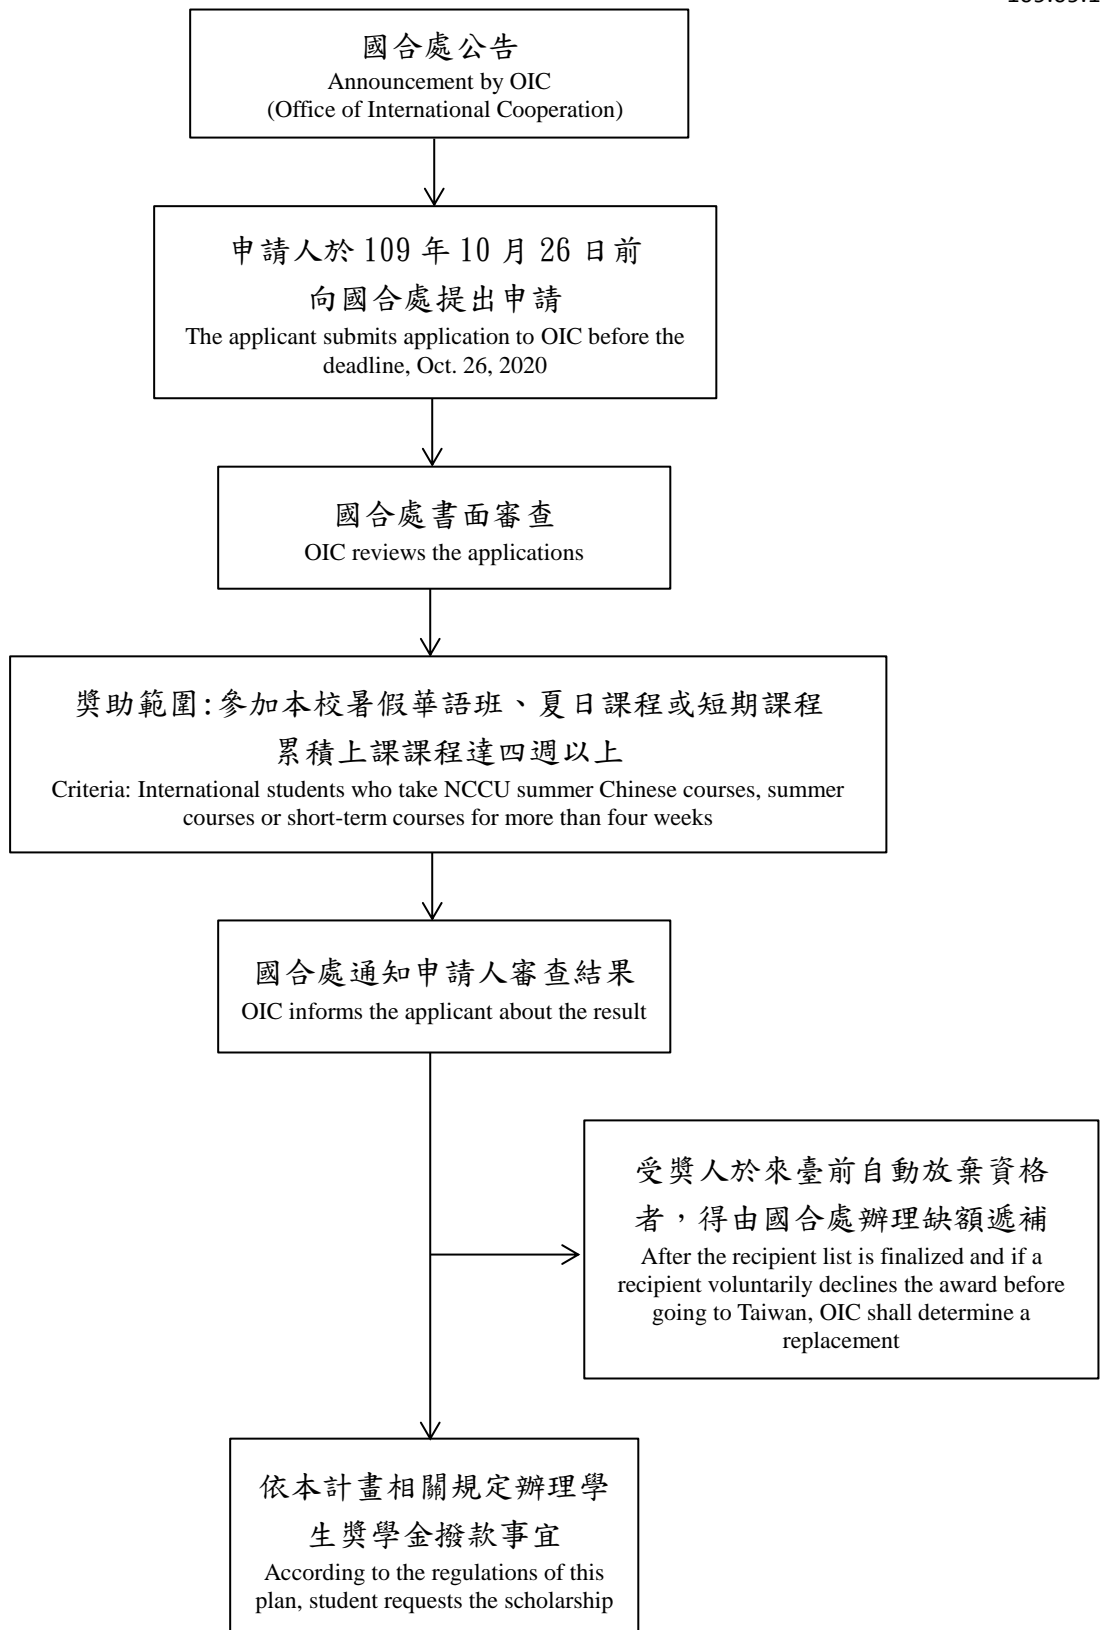 國合處公告
Announcement by OIC
(Office of International Cooperation)
申請人於 109 年 10 月 26 日前
向國合處提出申請
The applicant submits application to OIC before the
deadline, Oct. 26, 2020
國合處書面審查
OIC reviews the applications
獎助範圍:參加本校暑假華語班、夏日課程或短期課程
累積上課課程達四週以上
Criteria: International students who take NCCU summer Chinese courses, summer
courses or short-term courses for more than four weeks
國合處通知申請人審查結果
OIC informs the applicant about the result
受獎人於來臺前自動放棄資格
者，得由國合處辦理缺額遞補
After the recipient list is finalized and if a
recipient voluntarily declines the award before
going to Taiwan, OIC shall determine a
replacement
依本計畫相關規定辦理學
生獎學金撥款事宜
According to the regulations of this
plan, student requests the scholarship